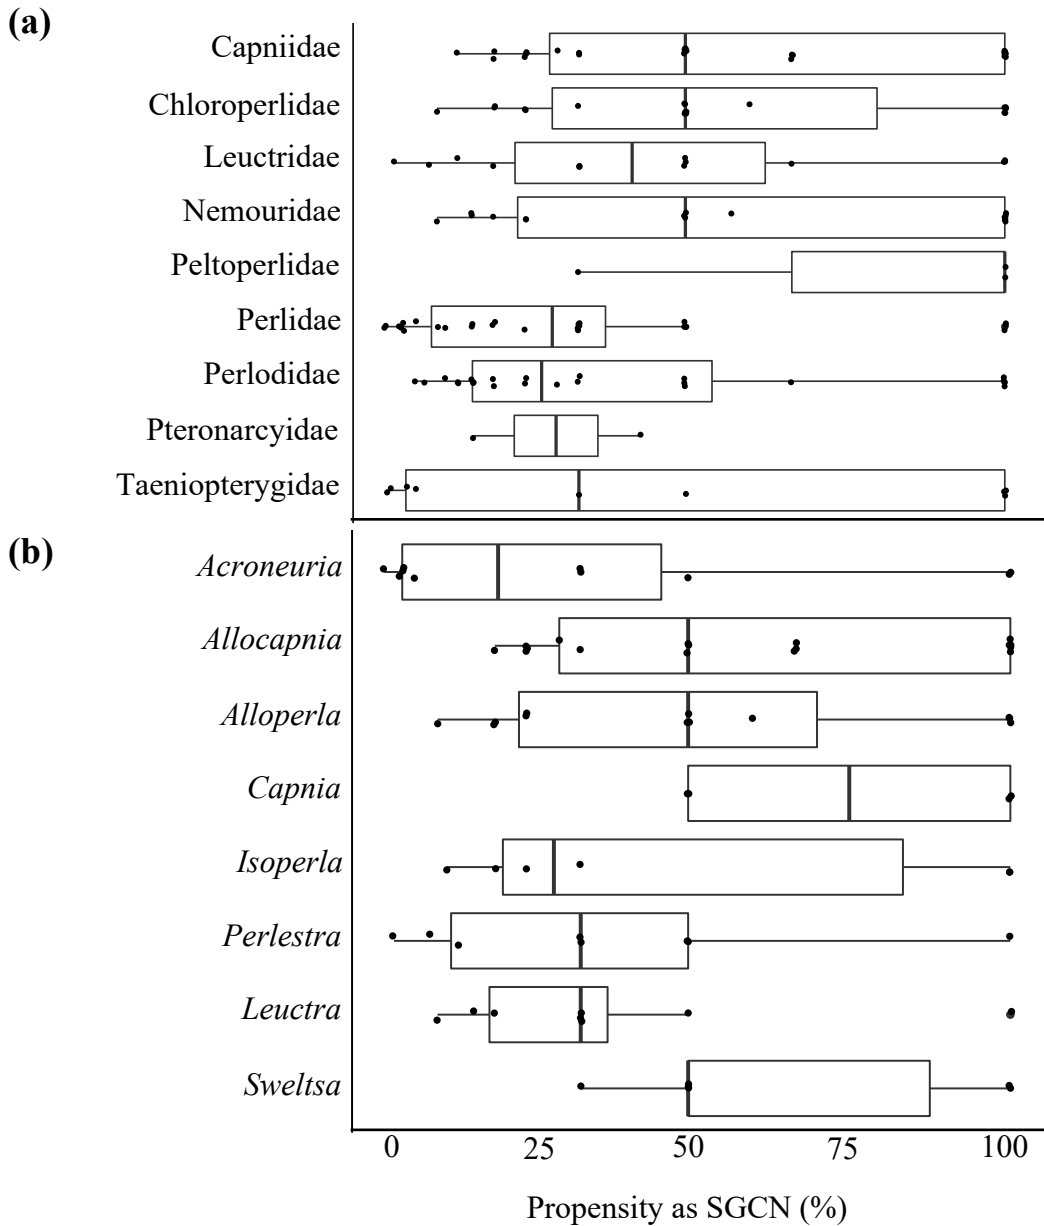 (a)
Capniidae
Chloroperlidae
Leuctridae
Nemouridae
Peltoperlidae
Perlidae
Perlodidae
Pteronarcyidae
Taeniopterygidae
(b)
Acroneuria
Allocapnia
Alloperla
Capnia
Isoperla
Perlestra
Leuctra
Sweltsa
0 25 50 75 100
Propensity as SGCN (%)